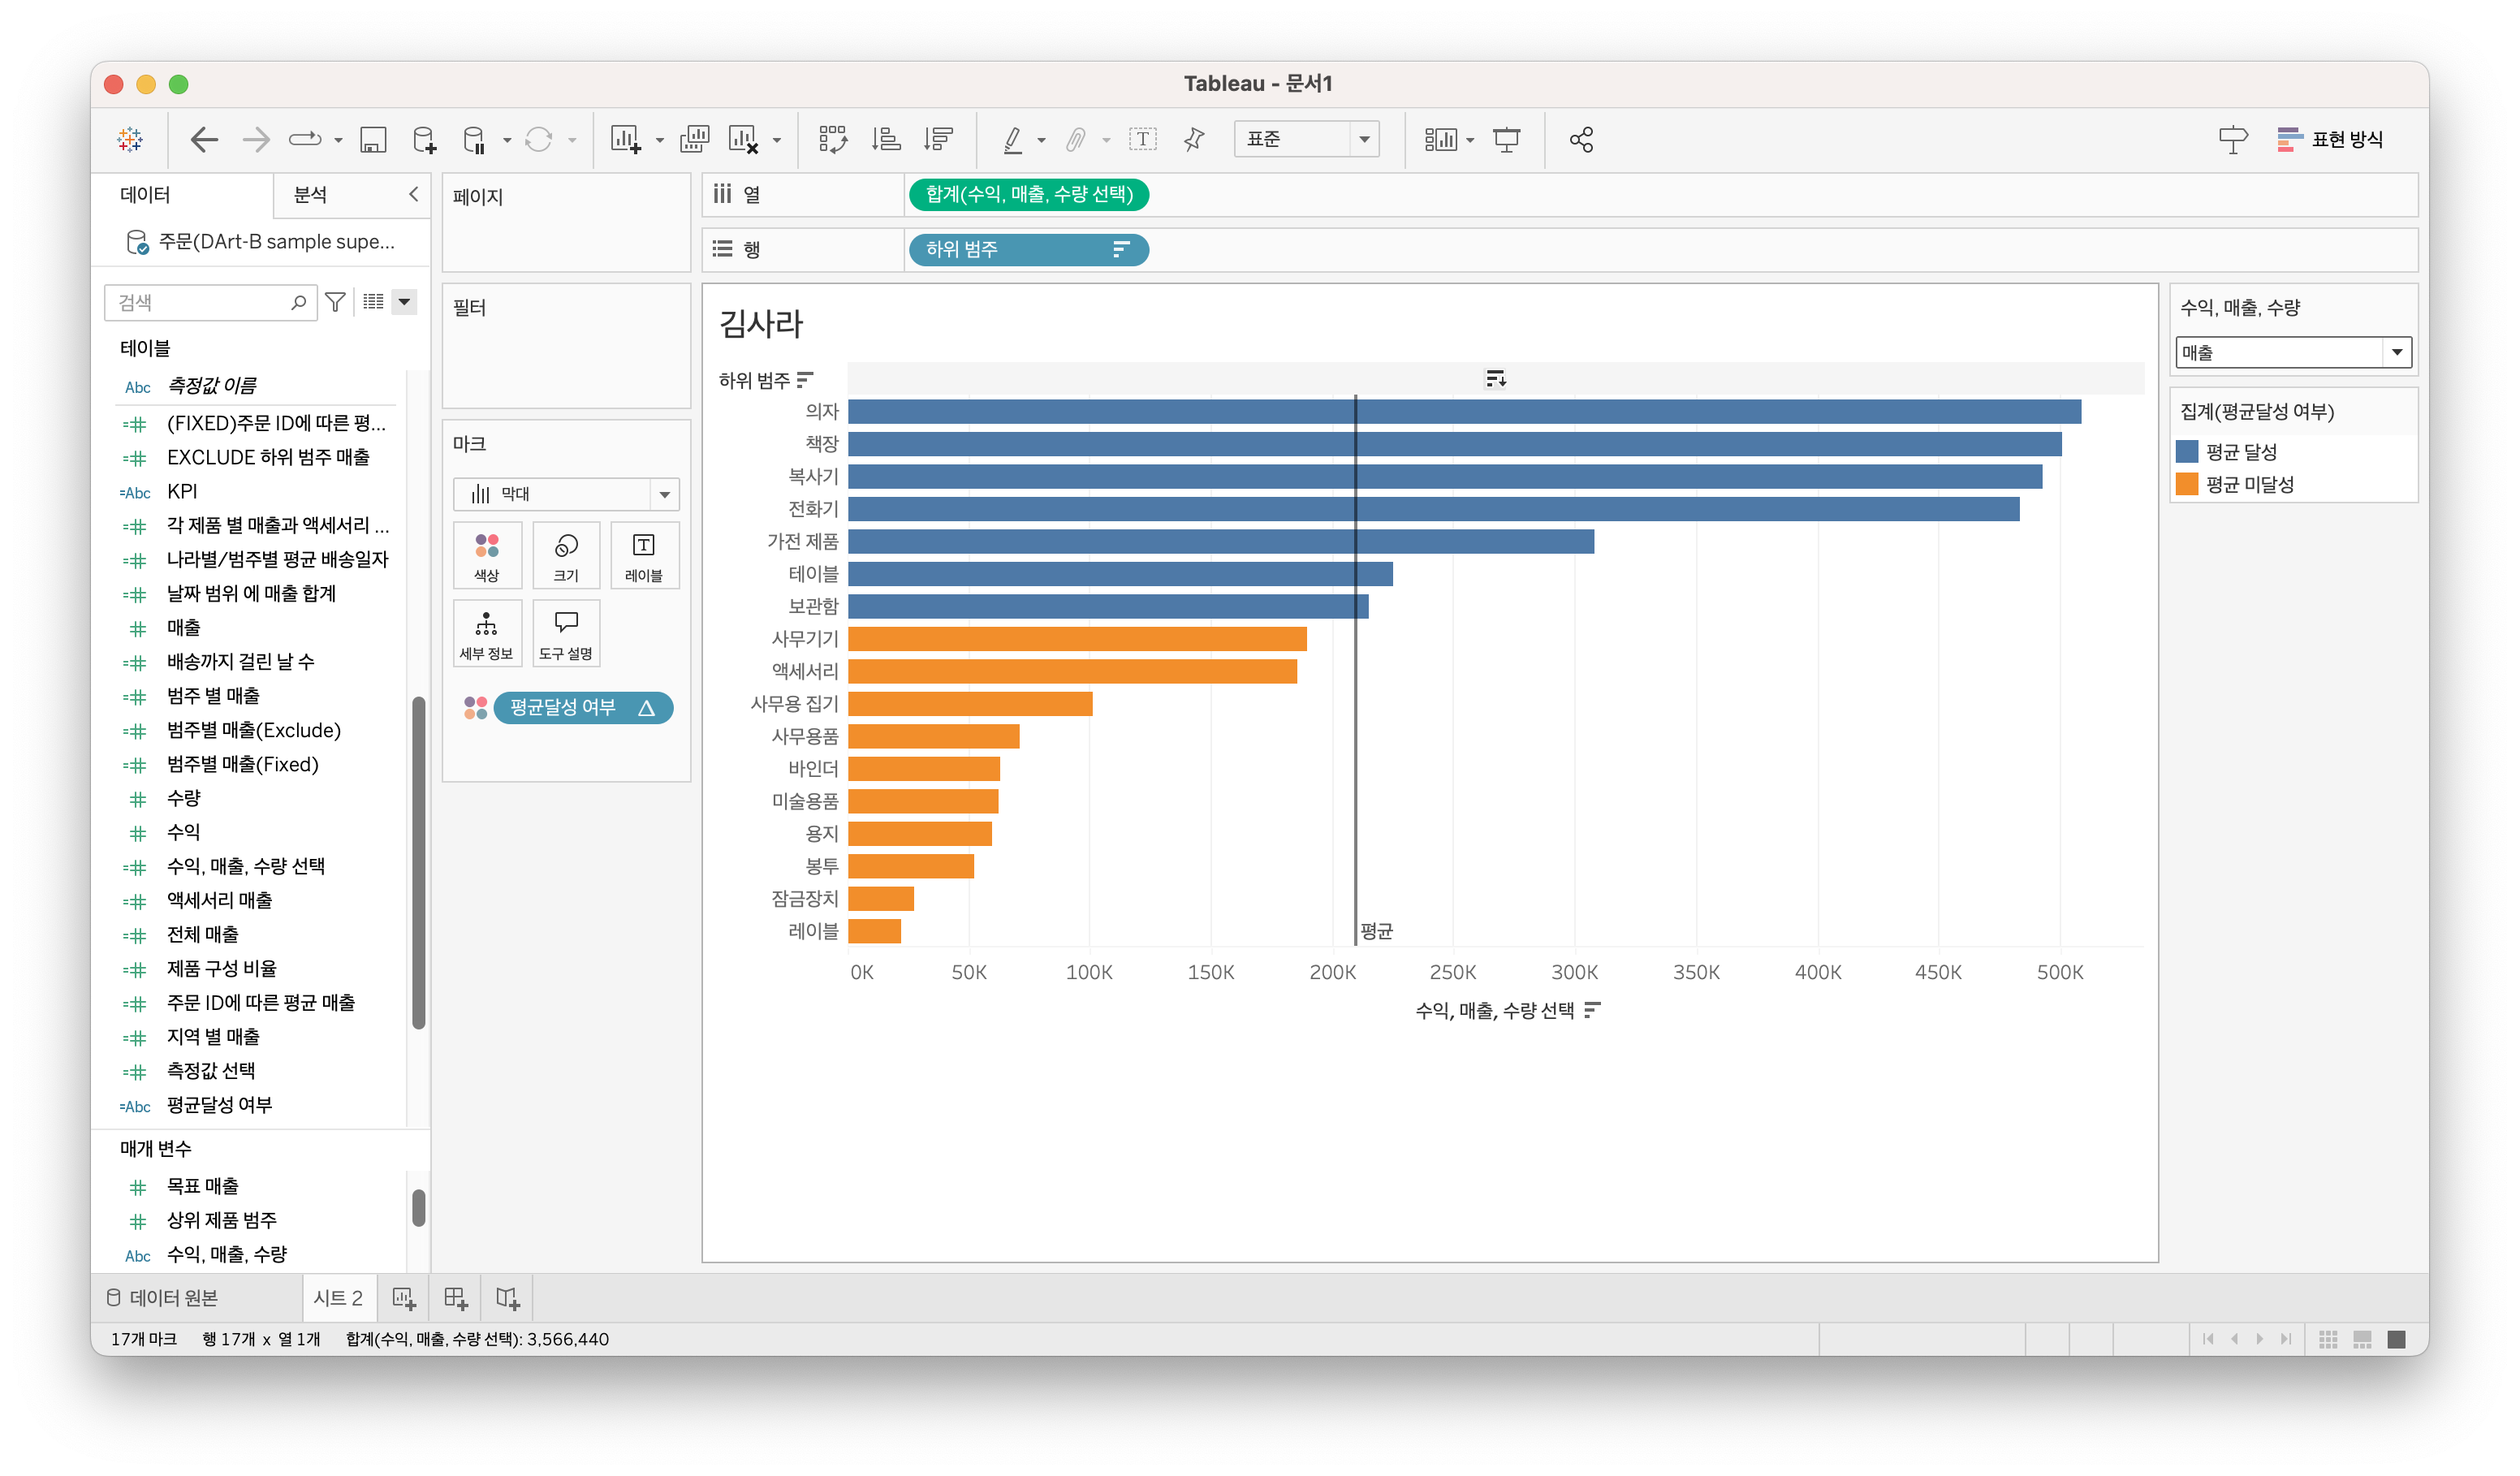 Tableau - 문서1
표준
표현 방식
데이터
분석
주문(DArt-B sample supe...
검색
테이블
Abc 측정값 이름
(FIXED)주문 ID에 따른 평...
EXCLUDE 하위 범주 매출
=Abc KPI
각 제품 별 매출과 액세서리 ...
나라별/범주별 평균 배송일자
날짜 범위 에 매출 합계
매출
배송까지 걸린 날 수
범주 별 매출
범주별 매출(Exclude)
범주별 매출(Fixed)
수량
수익
수익, 매출, 수량 선택
액세서리 매출
전체 매출
제품 구성 비율
주문 ID에 따른 평균 매출
지역 별 매출
측정값 선택
=Abc 평균달성 여부
매개 변수
목표 매출
상위 제품 범주
Abc 수익, 매출, 수량
페이지
필터
마크
막대
색상
크기
레이블
세부 정보
도구 설명
평균달성 여부
열
합계(수익, 매출, 수량 선택)
행
하위 범주
김사라
하위 범주
의자
책장
복사기
전화기
가전 제품
테이블
보관함
사무기기
액세서리
사무용 집기
사무용품
바인더
미술용품
용지
봉투
잠금장치
레이블
평균
0K 50K 100K 150K 200K 250K 300K 350K 400K 450K 500K
수익, 매출, 수량 선택
수익, 매출, 수량
매출
집계(평균달성 여부)
평균 달성
평균 미달성
데이터 원본
시트 2
17개 마크 행 17개 x 열 1개 합계(수익, 매출, 수량 선택): 3,566,440